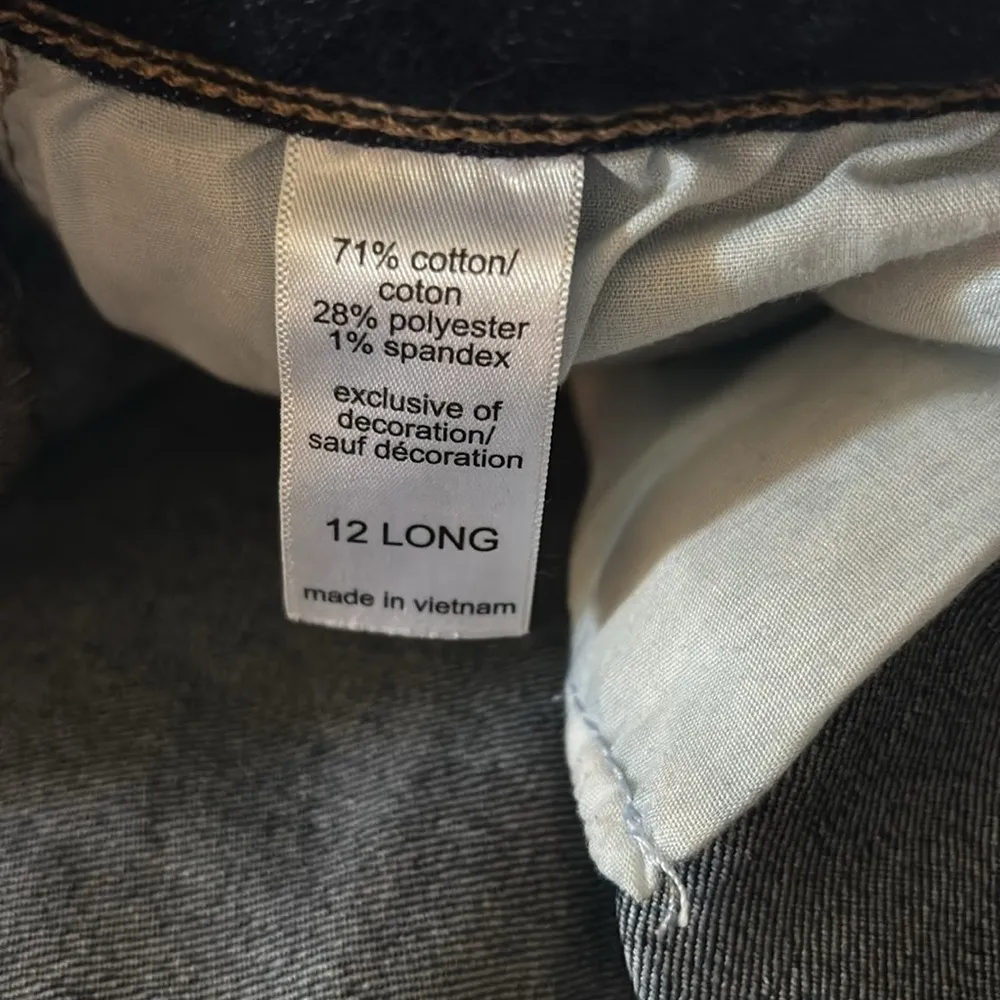 71% cotton/
coton
28% polyester
1% spandex
exclusive of
decoration/
sauf décoration
12 LONG
made in vietnam